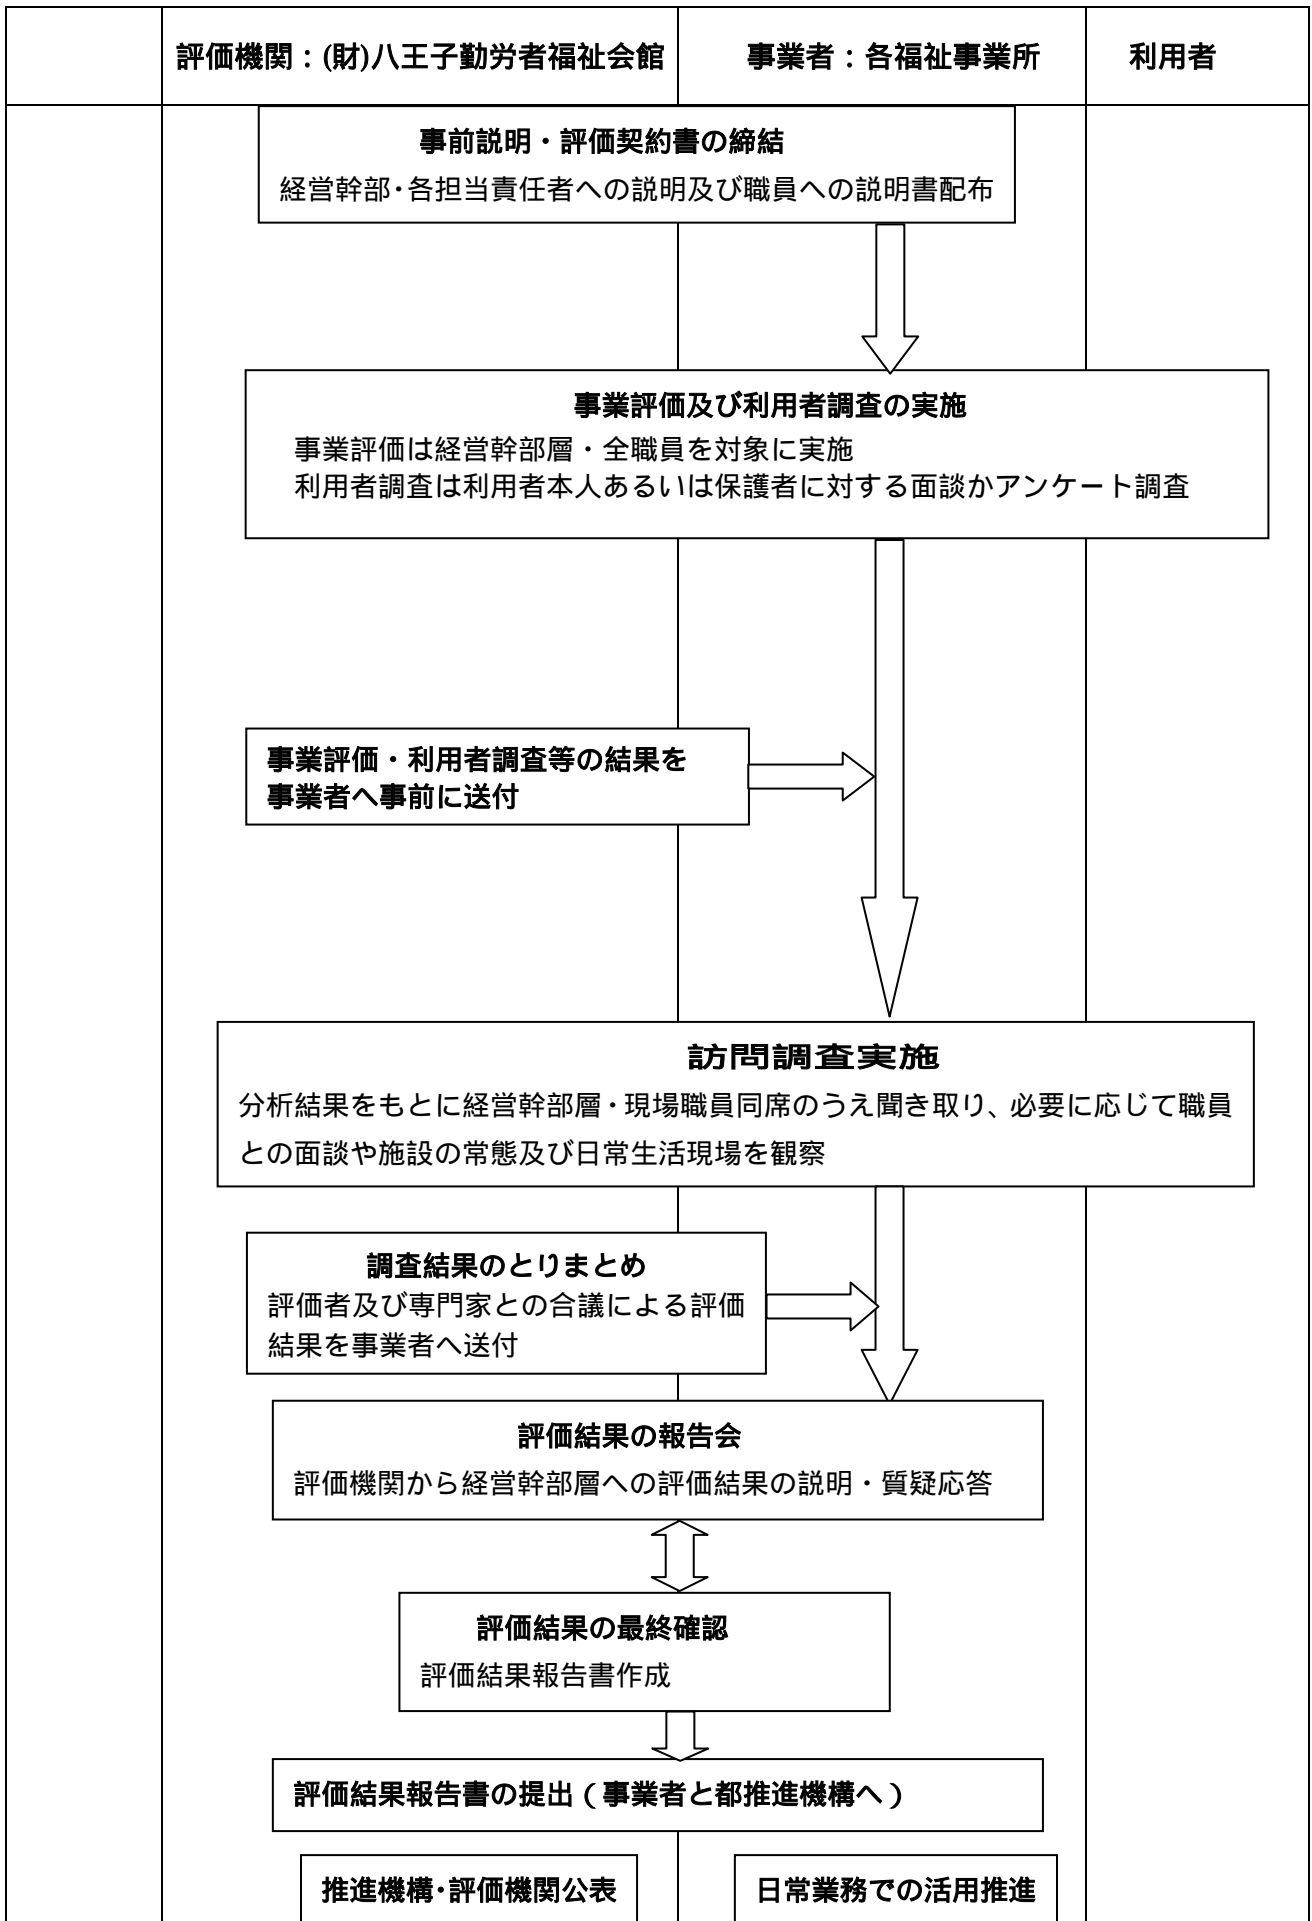 評価機関：(財)八王子勤労者福祉会館
事業者：各福祉事業所
利用者
事前説明・評価契約書の締結
経営幹部・各担当責任者への説明及び職員への説明書配布
事業評価及び利用者調査の実施
事業評価は経営幹部層・全職員を対象に実施
利用者調査は利用者本人あるいは保護者に対する面談かアンケート調査
事業評価・利用者調査等の結果を
事業者へ事前に送付
訪問調査実施
分析結果をもとに経営幹部層・現場職員同席のうえ聞き取り、必要に応じて職員
との面談や施設の常態及び日常生活現場を観察
調査結果のとりまとめ
評価者及び専門家との合議による評価
結果を事業者へ送付
評価結果の報告会
評価機関から経営幹部層への評価結果の説明・質疑応答
評価結果の最終確認
評価結果報告書作成
評価結果報告書の提出（事業者と都推進機構へ）
推進機構・評価機関公表
日常業務での活用推進